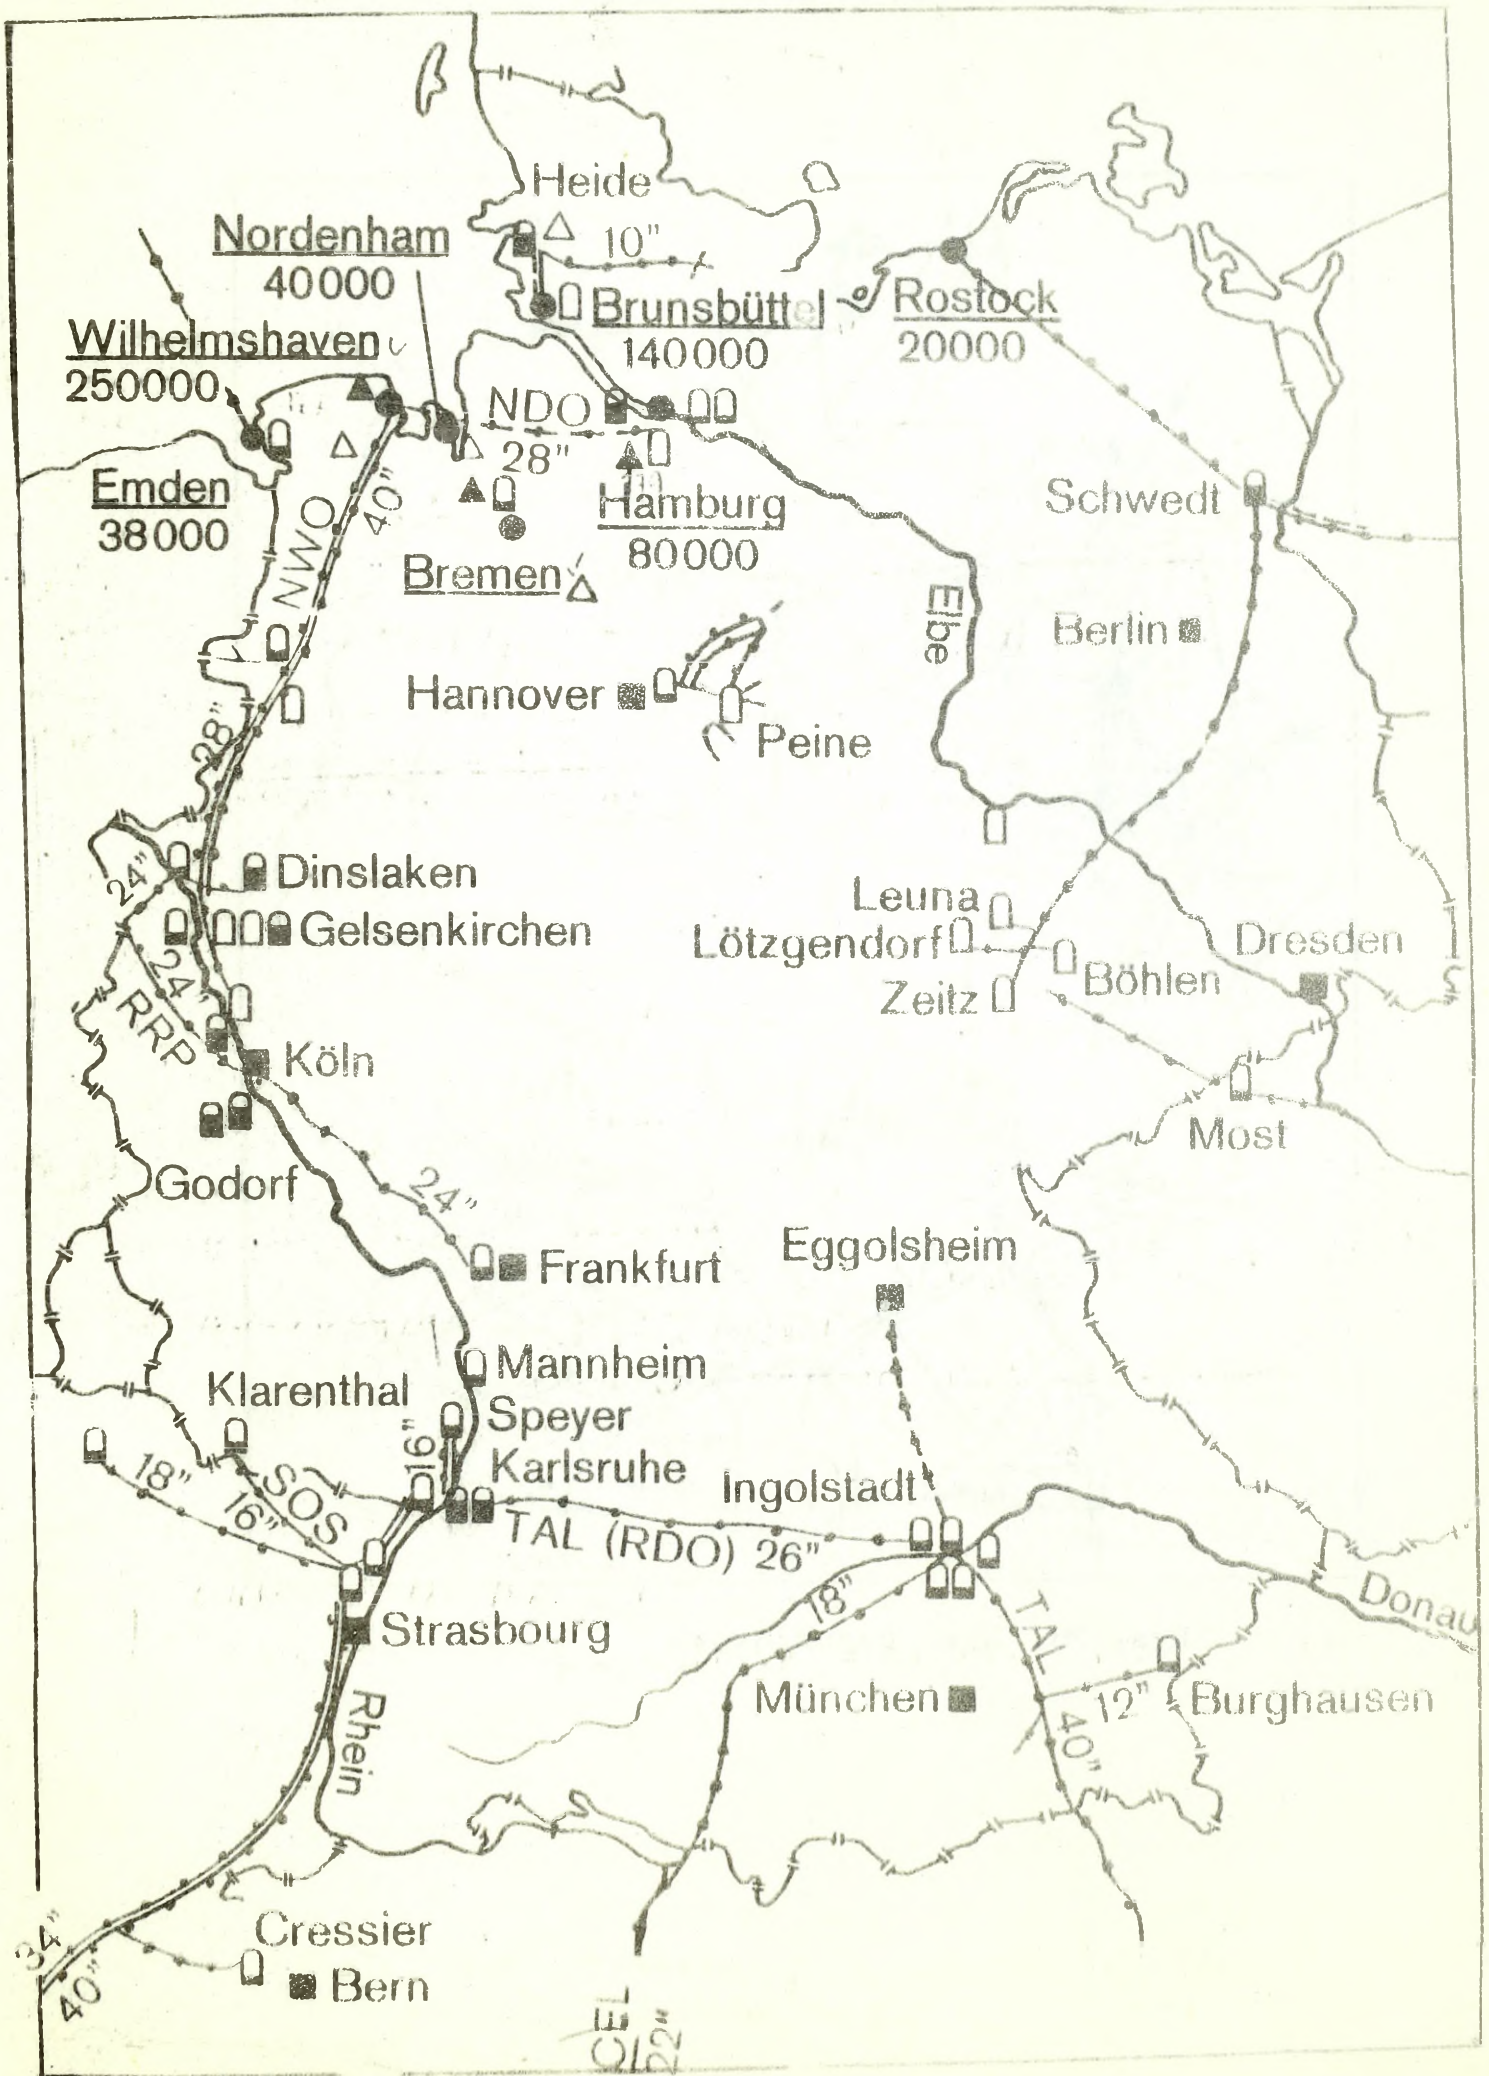 Heide
10"
Nordenham
40000
Brunsbüttel
140000
Rostock
20000
Wilhelmshaven
250000
NDO
28"
Emden
38000
Hamburg
80000
Schwedt
40"
NWO
Bremen
Elbe
Berlin
Hannover
Peine
28"
24"
Dinslaken
Gelsenkirchen
Leuna
Lötzgendorf
Dresden
Böhlen
Zeitz
24"
RRP
Köln
Most
Godorf
24"
Eggolsheim
Frankfurt
Mannheim
Klarenthal
Speyer
16"
Karlsruhe
Ingolstadt
18"
SOS
16"
TAL (RDO) 26"
18"
Donau
TAL
Strasbourg
München
12"
Burghausen
40"
Rhein
Cressier
Bern
34"
40"
CEL
22"